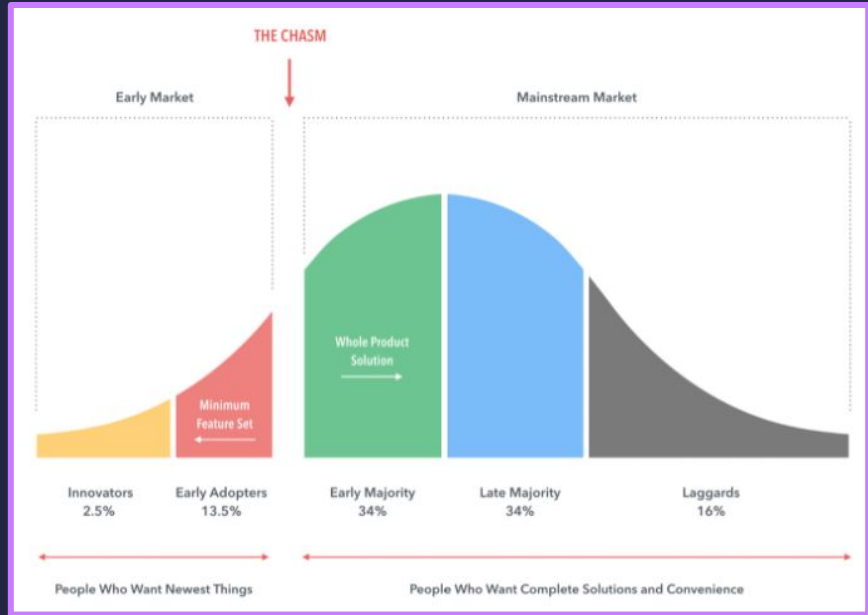 THE CHASM
Early Market
Mainstream Market
Whole Product
Solution
Minimum
Feature Set
Innovators
2.5%
Early Adopters
13.5%
Early Majority
34%
Late Majority
34%
Laggards
16%
People Who Want Newest Things
People Who Want Complete Solutions and Convenience